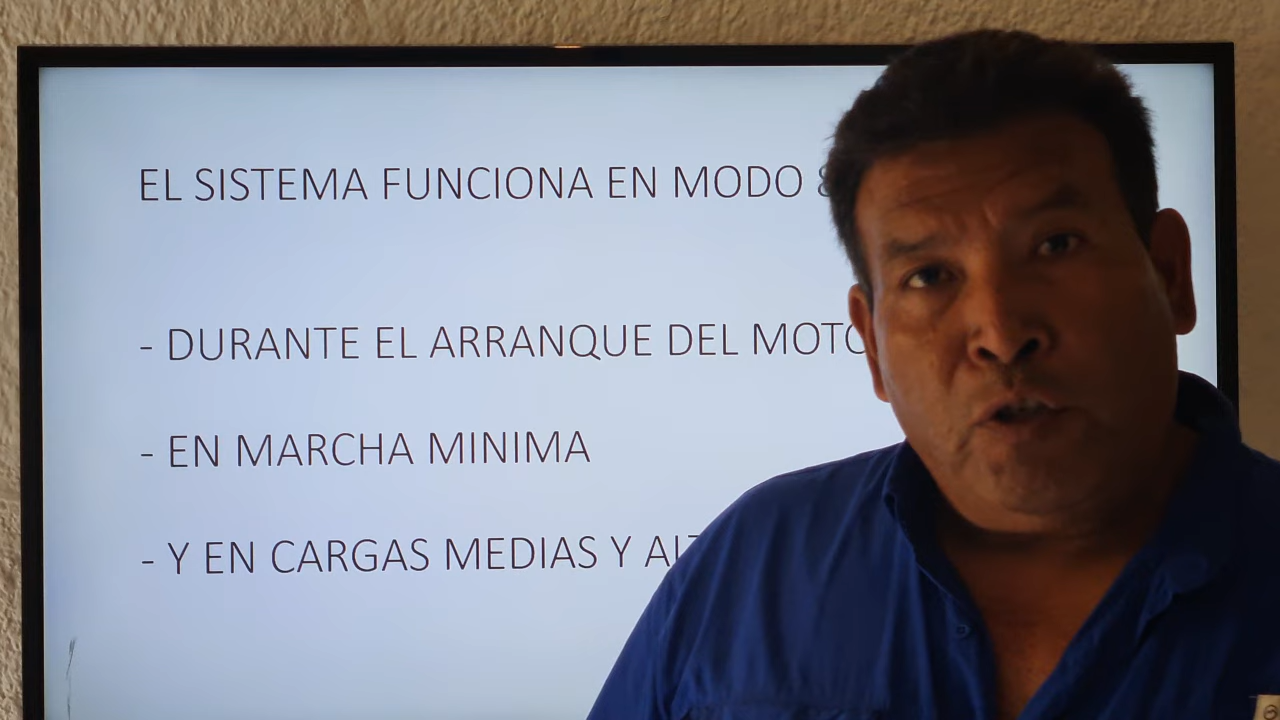 EL SISTEMA FUNCIONA EN MODO
- DURANTE EL ARRANQUE DEL
- EN MARCHA MINIMA
- Y EN CARGAS MEDIAS Y